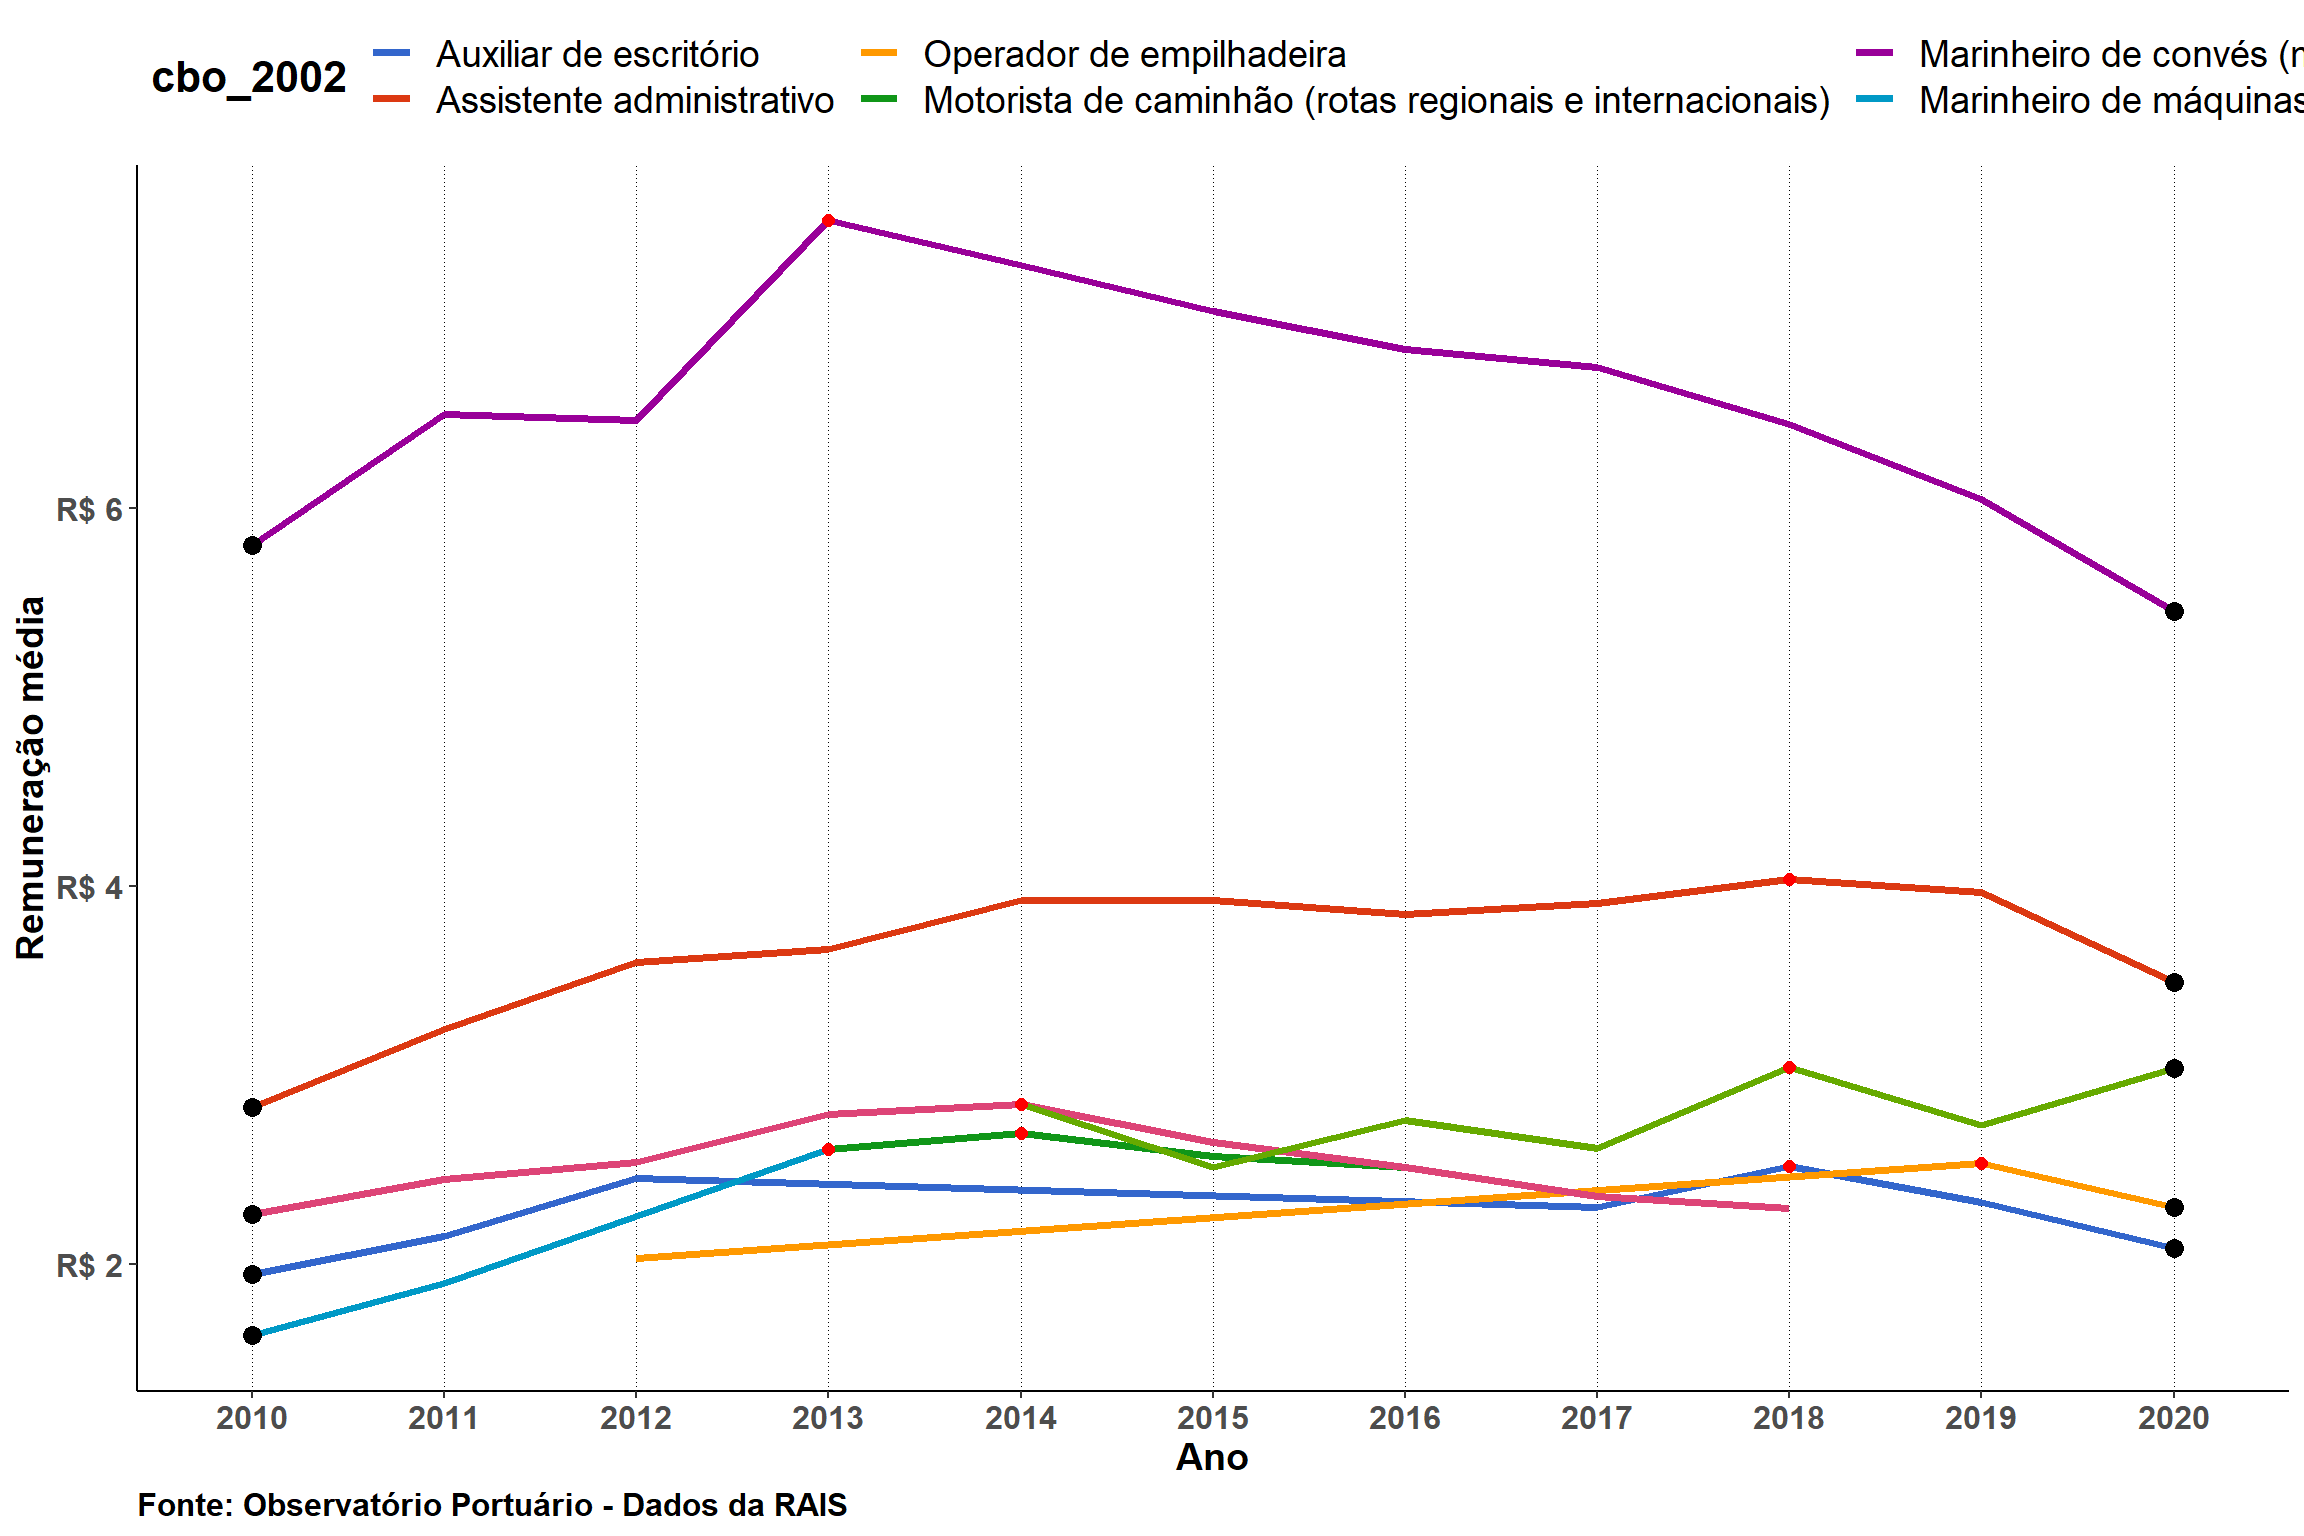 cbo_2002
Auxiliar de escritório
Operador de empilhadeira
Marinheiro de convés (
Assistente administrativo
Motorista de caminhão (rotas regionais e internacionais)
Marinheiro de máquinas
Remuneração média
R$ 6
R$ 4
R$ 2
2010 2011 2012 2013 2014 2015 2016 2017 2018 2019 2020
Ano
Fonte: Observatório Portuário - Dados da RAIS